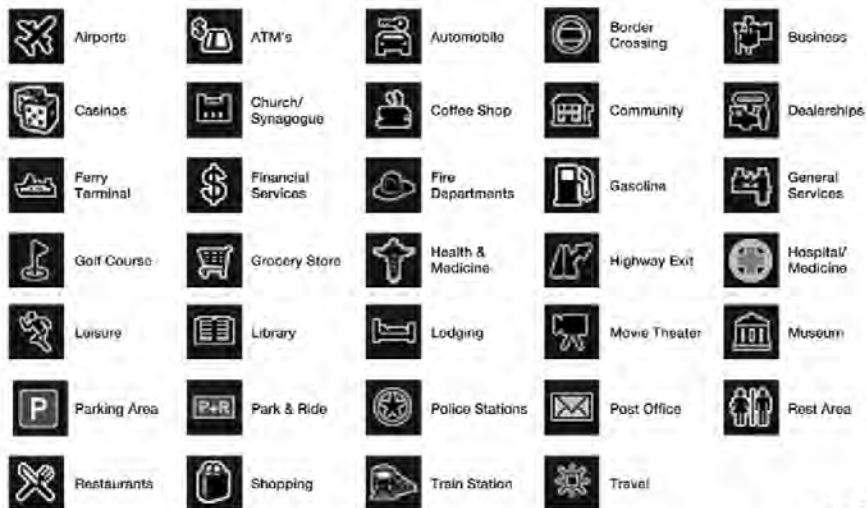 Airports
ATM's
Automobile
Border
Crossing
Business
Casinos
Church/
Synagogue
Coffee Shop
Community
Dealerships
Ferry
Terminal
Financial
Services
Fire
Departments
Gasoline
General
Services
Golf Course
Grocery Store
Health &
Medicine
Highway Exit
Hospital/
Medicine
Leisure
Library
Lodging
Movie Theater
Museum
P
Parking Area
P+R
Park & Ride
Police Stations
Post Office
Rest Area
Restaurants
Shopping
Train Station
Travel